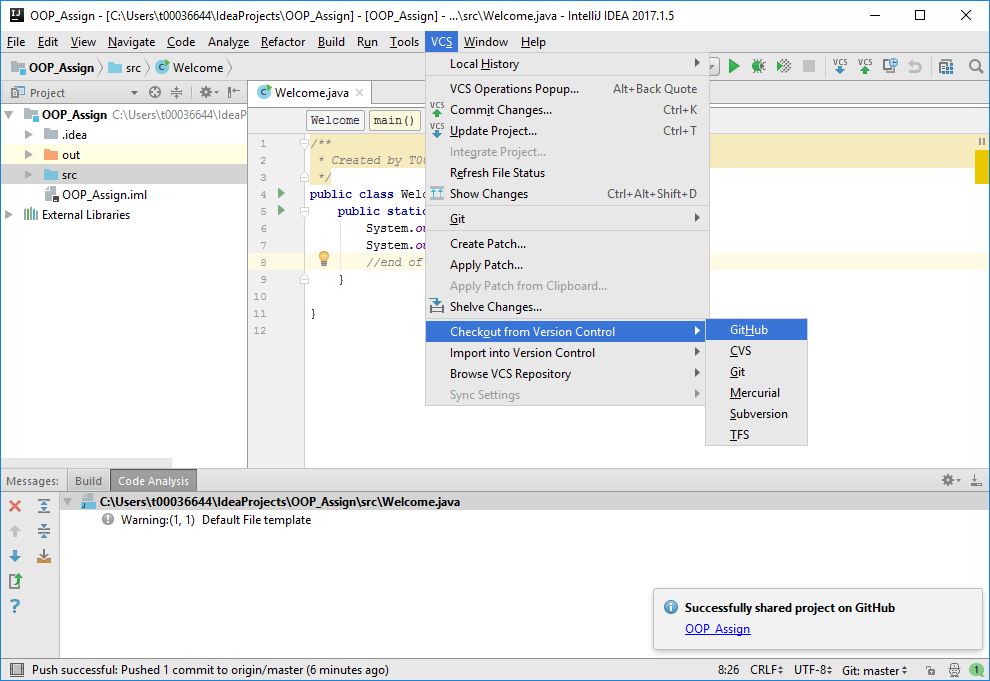 OOP_Assign - [C:\Users\t00036644\IdeaProjects\OOP_Assign] - [OOP_Assign] - ...\src\Welcome.java - IntelliJ IDEA 2017.1.5
File Edit View Navigate Code Analyze Refactor Build Run Tools VCS Window Help
OOP_Assign src Welcome
VCS VCS
Project
Welcome.java
Welcome main()
OOP_Assign C:\Users\t00036644\IdeaP
.idea
out
src
OOP_Assign.iml
External Libraries
1 /**
2 * Created by T0
3 */
4 public class Wel
5 public stati
6 System.o
7 System.o
8 //end of
9 }
10
11 }
12
Local History
VCS Operations Popup... Alt+Back Quote
VCS Commit Changes... Ctrl+K
VCS Update Project... Ctrl+T
Integrate Project...
Refresh File Status
Show Changes Ctrl+Alt+Shift+D
Git
Create Patch...
Apply Patch...
Apply Patch from Clipboard...
Shelve Changes...
Checkout from Version Control
Import into Version Control
Browse VCS Repository
Sync Settings
GitHub
CVS
Git
Mercurial
Subversion
TFS
Messages: Build Code Analysis
C:\Users\t00036644\IdeaProjects\OOP_Assign\src\Welcome.java
Warning:(1, 1) Default File template
Successfully shared project on GitHub
OOP_Assign
Push successful: Pushed 1 commit to origin/master (6 minutes ago) 8:26 CRLF UTF-8 Git: master 1